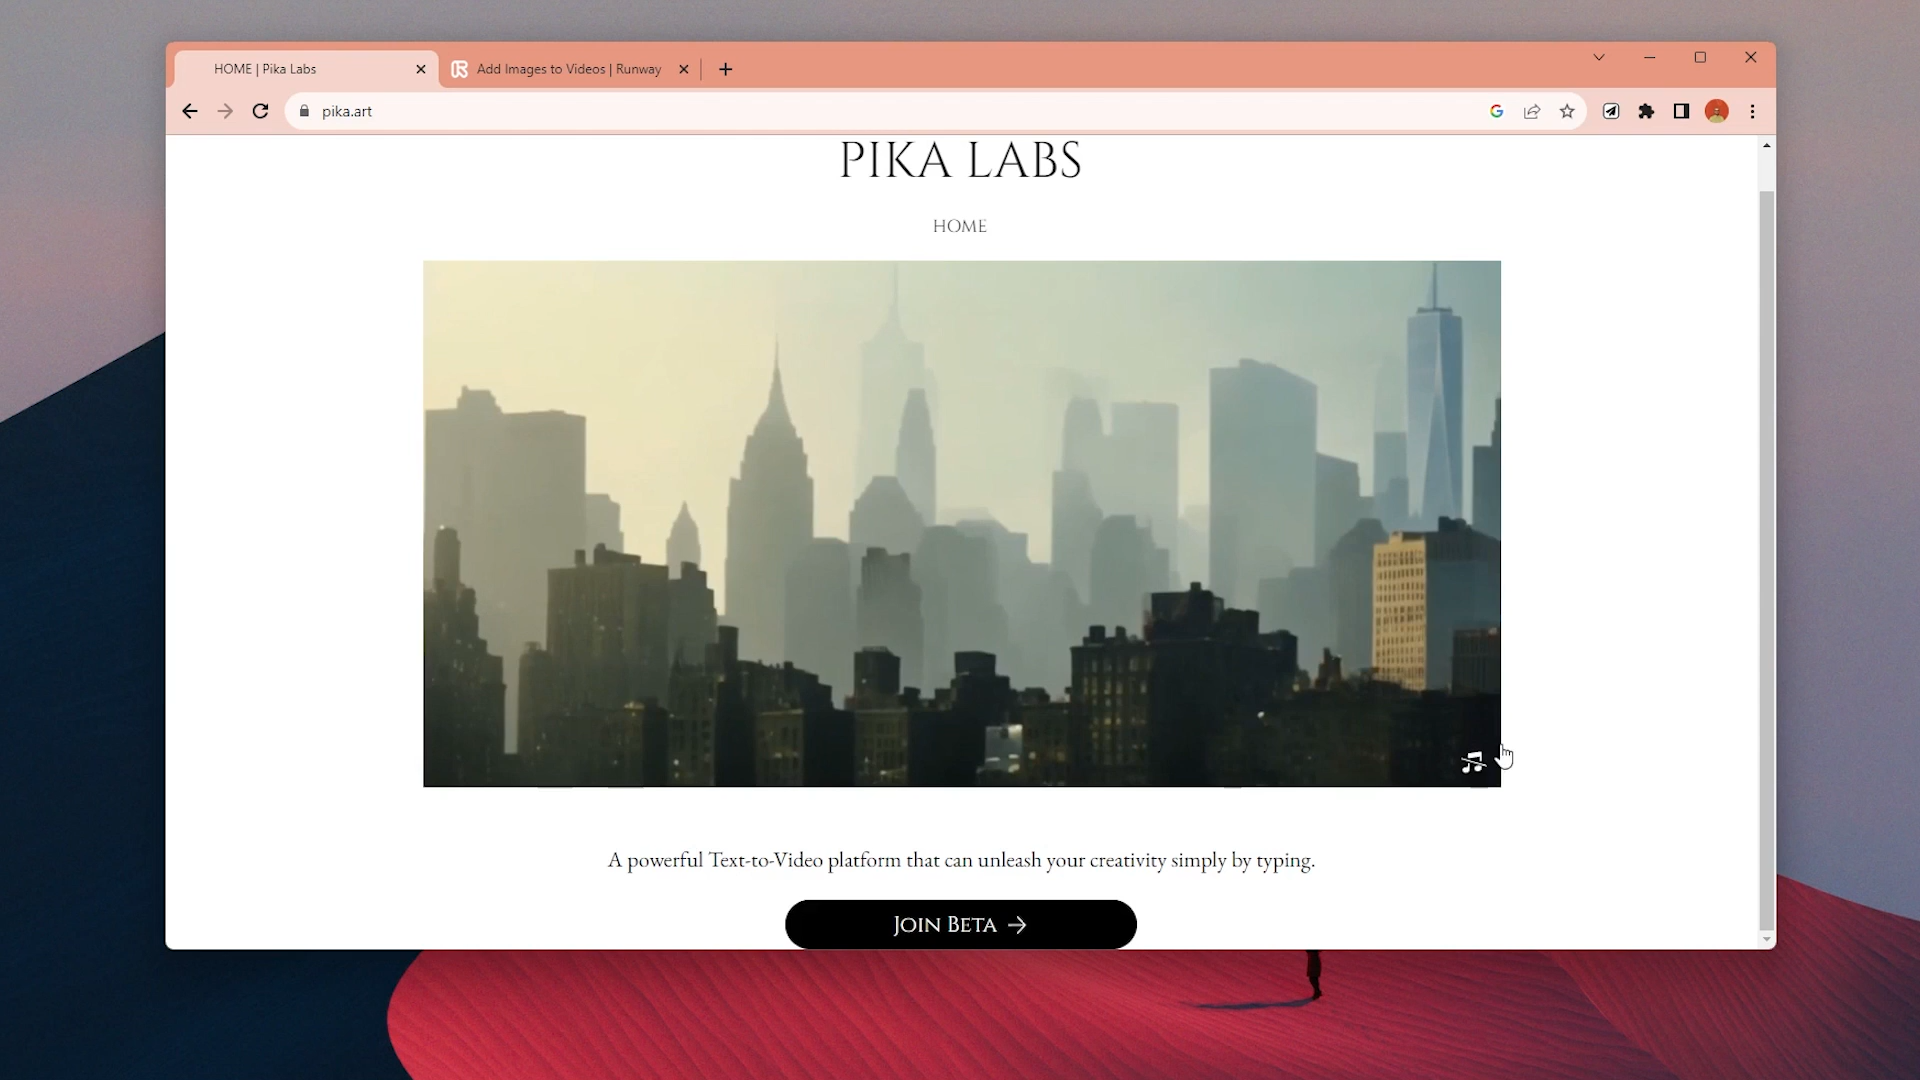 HOME | Pika Labs
Add Images to Videos | Runway
pika.art
PIKA LABS
HOME
A powerful Text-to-Video platform that can unleash your creativity simply by typing.
JOIN BETA →